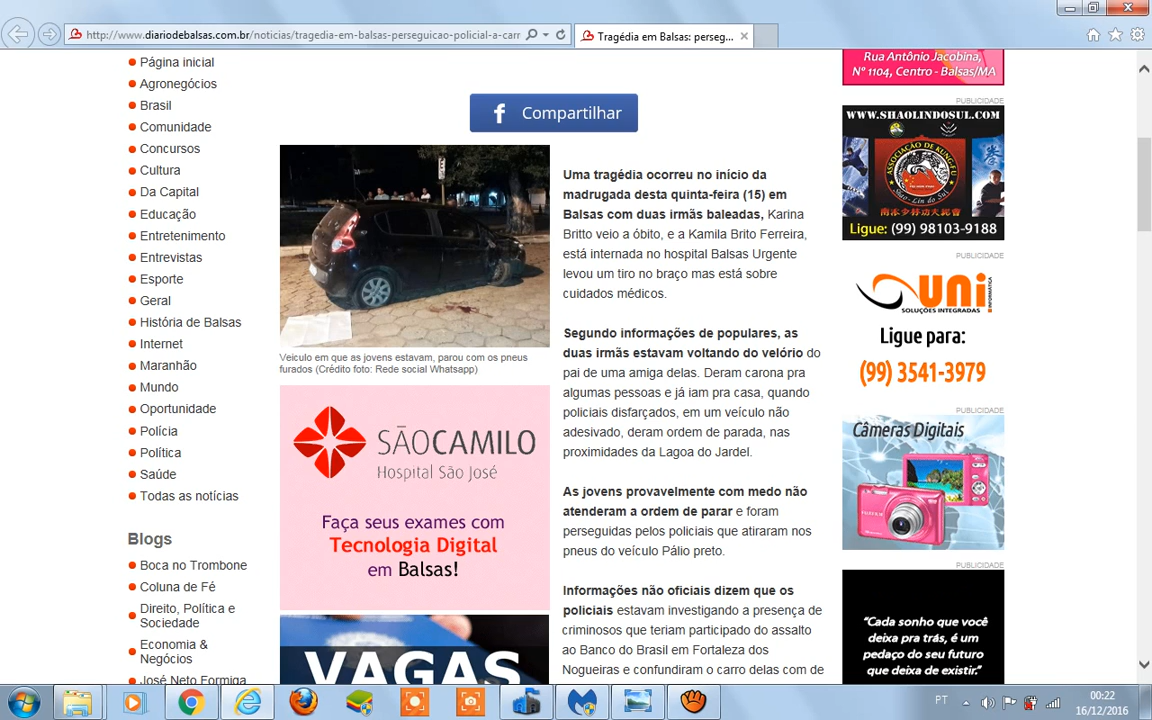 http://www.diariodebalsas.com.br/noticias/tragedia-em-balsas-perseguicao-policial-a-carr
Tragédia em Balsas: perseg...
Página inicial
Agronegócios
Brasil
Comunidade
Concursos
Cultura
Da Capital
Educação
Entretenimento
Entrevistas
Esporte
Geral
História de Balsas
Internet
Maranhão
Mundo
Oportunidade
Polícia
Política
Saúde
Todas as notícias
Blogs
Boca no Trombone
Coluna de Fé
Direito, Política e
Sociedade
Economia &
Negócios
José Neto Formiga
f Compartilhar
Veículo em que as jovens estavam, parou com os pneus
furados (Crédito foto: Rede social Whatsapp)
SÃOCAMILO
Hospital São José
Faça seus exames com
Tecnologia Digital
em Balsas!
VAGAS
Uma tragédia ocorreu no início da
madrugada desta quinta-feira (15) em
Balsas com duas irmãs baleadas, Karina
Britto veio a óbito, e a Kamila Brito Ferreira,
está internada no hospital Balsas Urgente
levou um tiro no braço mas está sobre
cuidados médicos.
Segundo informações de populares, as
duas irmãs estavam voltando do velório do
pai de uma amiga delas. Deram carona pra
algumas pessoas e já iam pra casa, quando
policiais disfarçados, em um veículo não
adesivado, deram ordem de parada, nas
proximidades da Lagoa do Jardel.
As jovens provavelmente com medo não
atenderam a ordem de parar e foram
perseguidas pelos policiais que atiraram nos
pneus do veículo Pálio preto.
Informações não oficiais dizem que os
policiais estavam investigando a presença de
criminosos que teriam participado do assalto
ao Banco do Brasil em Fortaleza dos
Nogueiras e confundiram o carro delas com de
Rua Antônio Jacobina,
Nº 1104, Centro - Balsas/MA
PUBLICIDADE
WWW.SHAOLINDOSUL.COM
ASSOCIAÇÃO DE KUNG-FU
Shao-Lin do Sul
Ligue: (99) 98103-9188
PUBLICIDADE
UNi
INFORMÁTICA
SOLUÇÕES INTEGRADAS
Ligue para:
(99) 3541-3979
PUBLICIDADE
Câmeras Digitais
FUJIFILM
PUBLICIDADE
“Cada sonho que você
deixa pra trás, é um
pedaço do seu futuro
que deixa de existir.”
PT
00:22
16/12/2016